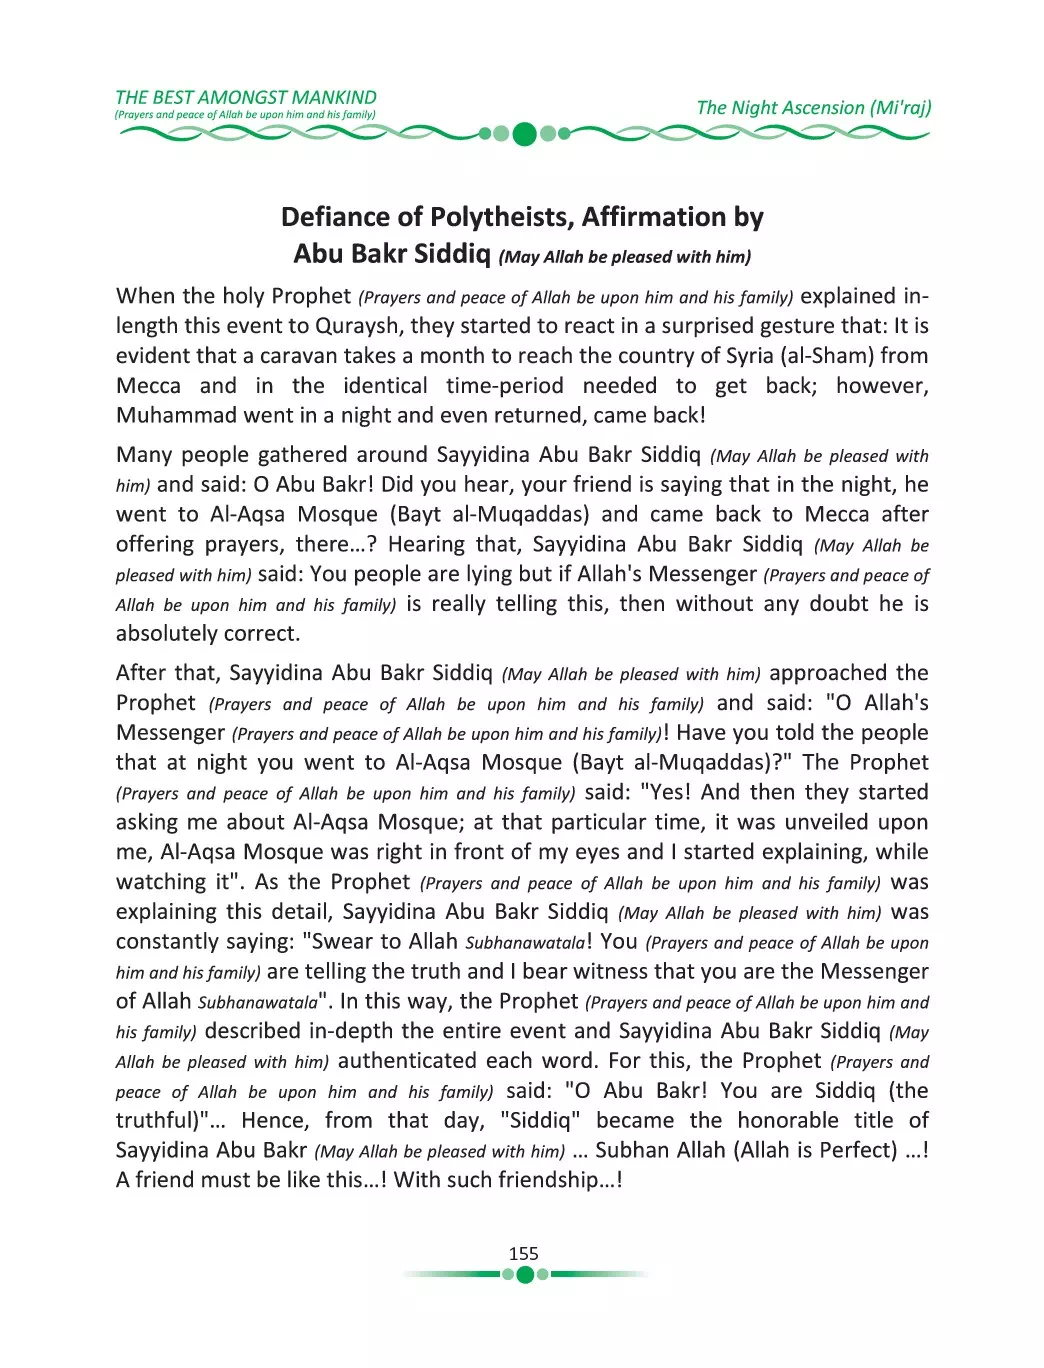 THE BEST AMONGST MANKIND
(Prayers and peace of Allah be upon him and his family)
The Night Ascension (Mi'raj)
Defiance of Polytheists, Affirmation by
Abu Bakr Siddiq (May Allah be pleased with him)
When the holy Prophet (Prayers and peace of Allah be upon him and his family) explained in-
length this event to Quraysh, they started to react in a surprised gesture that: It is
evident that a caravan takes a month to reach the country of Syria (al-Sham) from
Mecca and in the identical time-period needed to get back; however,
Muhammad went in a night and even returned, came back!
Many people gathered around Sayyidina Abu Bakr Siddiq (May Allah be pleased with
him) and said: O Abu Bakr! Did you hear, your friend is saying that in the night, he
went to Al-Aqsa Mosque (Bayt al-Muqaddas) and came back to Mecca after
offering prayers, there...? Hearing that, Sayyidina Abu Bakr Siddiq (May Allah be
pleased with him) said: You people are lying but if Allah's Messenger (Prayers and peace of
Allah be upon him and his family) is really telling this, then without any doubt he is
absolutely correct.
After that, Sayyidina Abu Bakr Siddiq (May Allah be pleased with him) approached the
Prophet (Prayers and peace of Allah be upon him and his family) and said: "O Allah's
Messenger (Prayers and peace of Allah be upon him and his family)! Have you told the people
that at night you went to Al-Aqsa Mosque (Bayt al-Muqaddas)?" The Prophet
(Prayers and peace of Allah be upon him and his family) said: "Yes! And then they started
asking me about Al-Aqsa Mosque; at that particular time, it was unveiled upon
me, Al-Aqsa Mosque was right in front of my eyes and I started explaining, while
watching it". As the Prophet (Prayers and peace of Allah be upon him and his family) was
explaining this detail, Sayyidina Abu Bakr Siddiq (May Allah be pleased with him) was
constantly saying: "Swear to Allah Subhanawatala! You (Prayers and peace of Allah be upon
him and his family) are telling the truth and I bear witness that you are the Messenger
of Allah Subhanawatala". In this way, the Prophet (Prayers and peace of Allah be upon him and
his family) described in-depth the entire event and Sayyidina Abu Bakr Siddiq (May
Allah be pleased with him) authenticated each word. For this, the Prophet (Prayers and
peace of Allah be upon him and his family) said: "O Abu Bakr! You are Siddiq (the
truthful)"... Hence, from that day, "Siddiq" became the honorable title of
Sayyidina Abu Bakr (May Allah be pleased with him) ... Subhan Allah (Allah is Perfect) ...!
A friend must be like this...! With such friendship...!
155